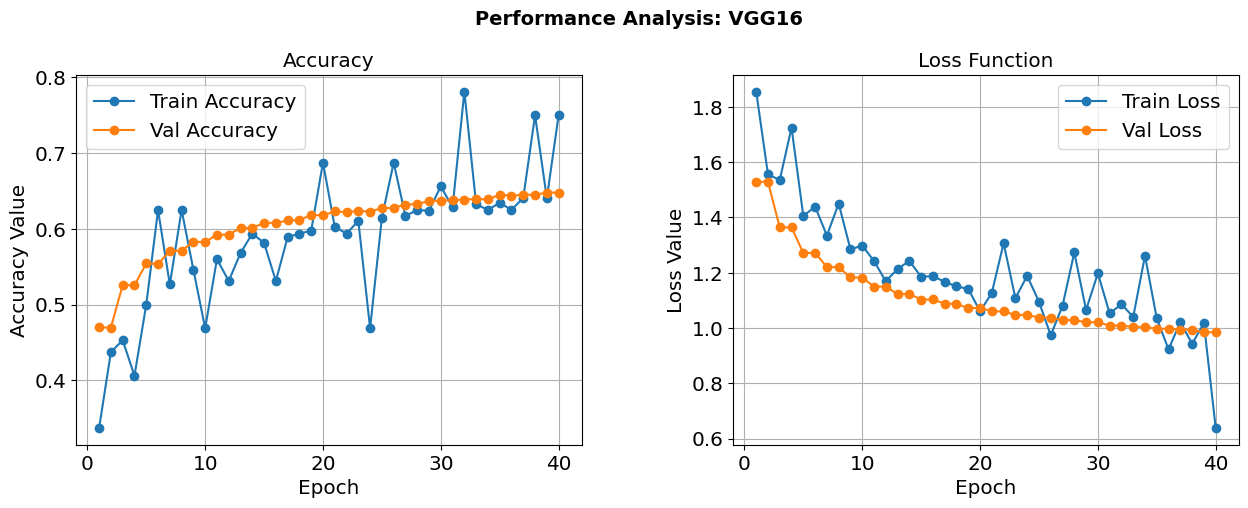 Performance Analysis: VGG16
Accuracy
Train Accuracy
Val Accuracy
0.8
0.7
0.6
0.5
0.4
Accuracy Value
0 10 20 30 40
Epoch
Loss Function
Train Loss
Val Loss
1.8
1.6
1.4
1.2
1.0
0.8
0.6
Loss Value
0 10 20 30 40
Epoch